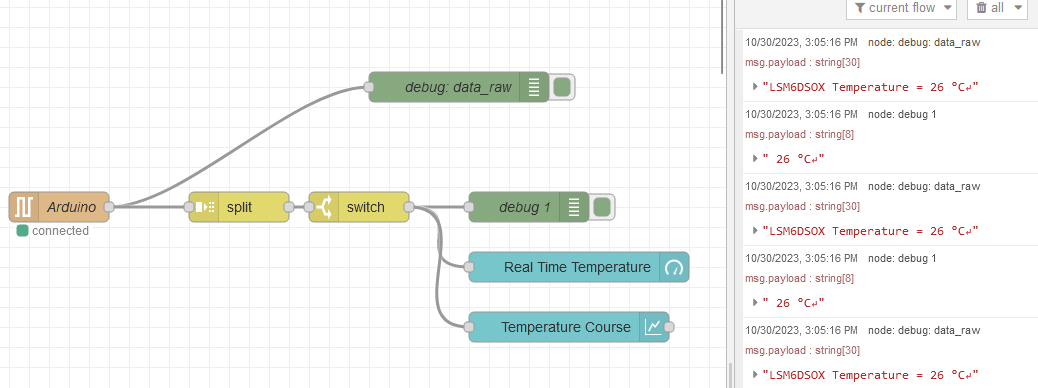 current flow
all
10/30/2023, 3:05:16 PM node: debug: data_raw
msg.payload : string[30]
"LSM6DSOX Temperature = 26 ºC↵"
10/30/2023, 3:05:16 PM node: debug 1
msg.payload : string[8]
" 26 ºC↵"
10/30/2023, 3:05:16 PM node: debug: data_raw
msg.payload : string[30]
"LSM6DSOX Temperature = 26 ºC↵"
10/30/2023, 3:05:16 PM node: debug 1
msg.payload : string[8]
" 26 ºC↵"
10/30/2023, 3:05:16 PM node: debug: data_raw
msg.payload : string[30]
"LSM6DSOX Temperature = 26 ºC↵"
debug: data_raw
Arduino
connected
split
switch
debug 1
Real Time Temperature
Temperature Course